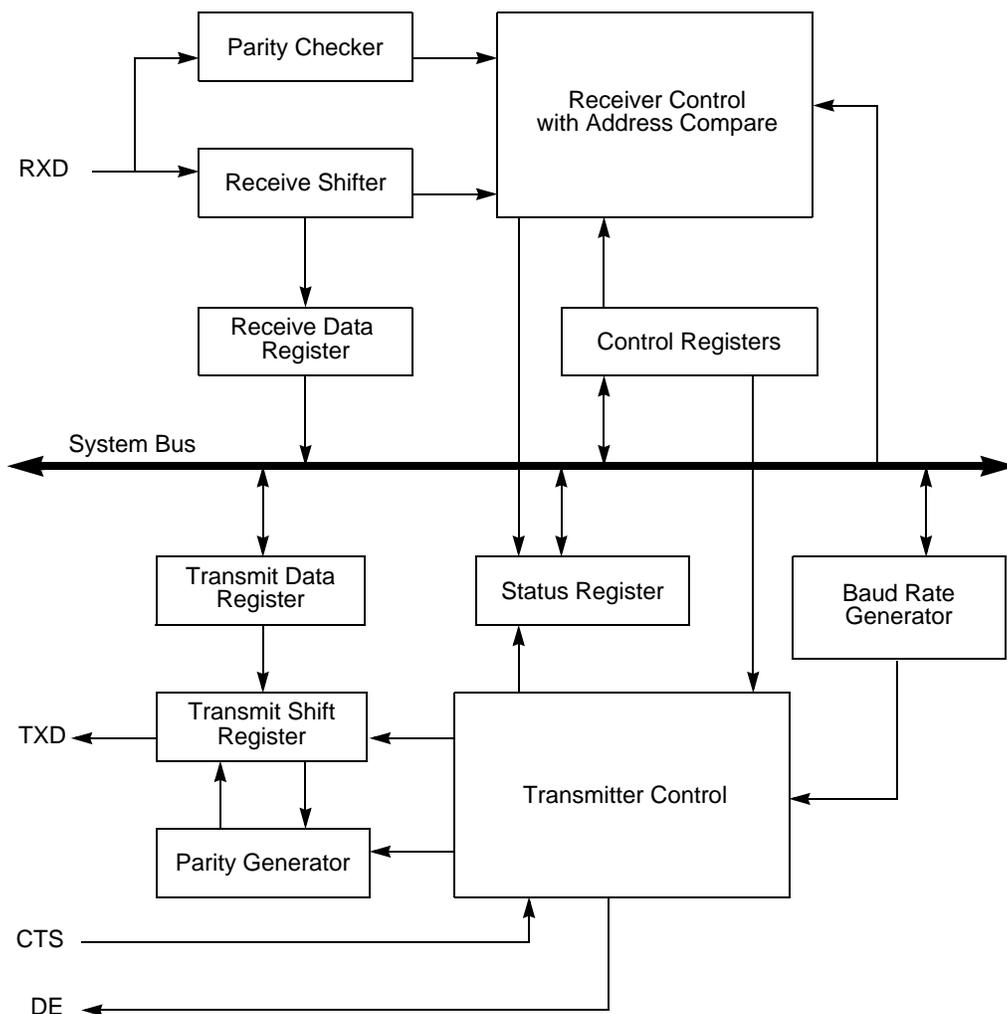 Parity Checker
Receiver Control
with Address Compare
RXD
Receive Shifter
Receive Data
Register
Control Registers
System Bus
Transmit Data
Register
Status Register
Baud Rate
Generator
TXD
Transmit Shift
Register
Transmitter Control
Parity Generator
CTS
DE